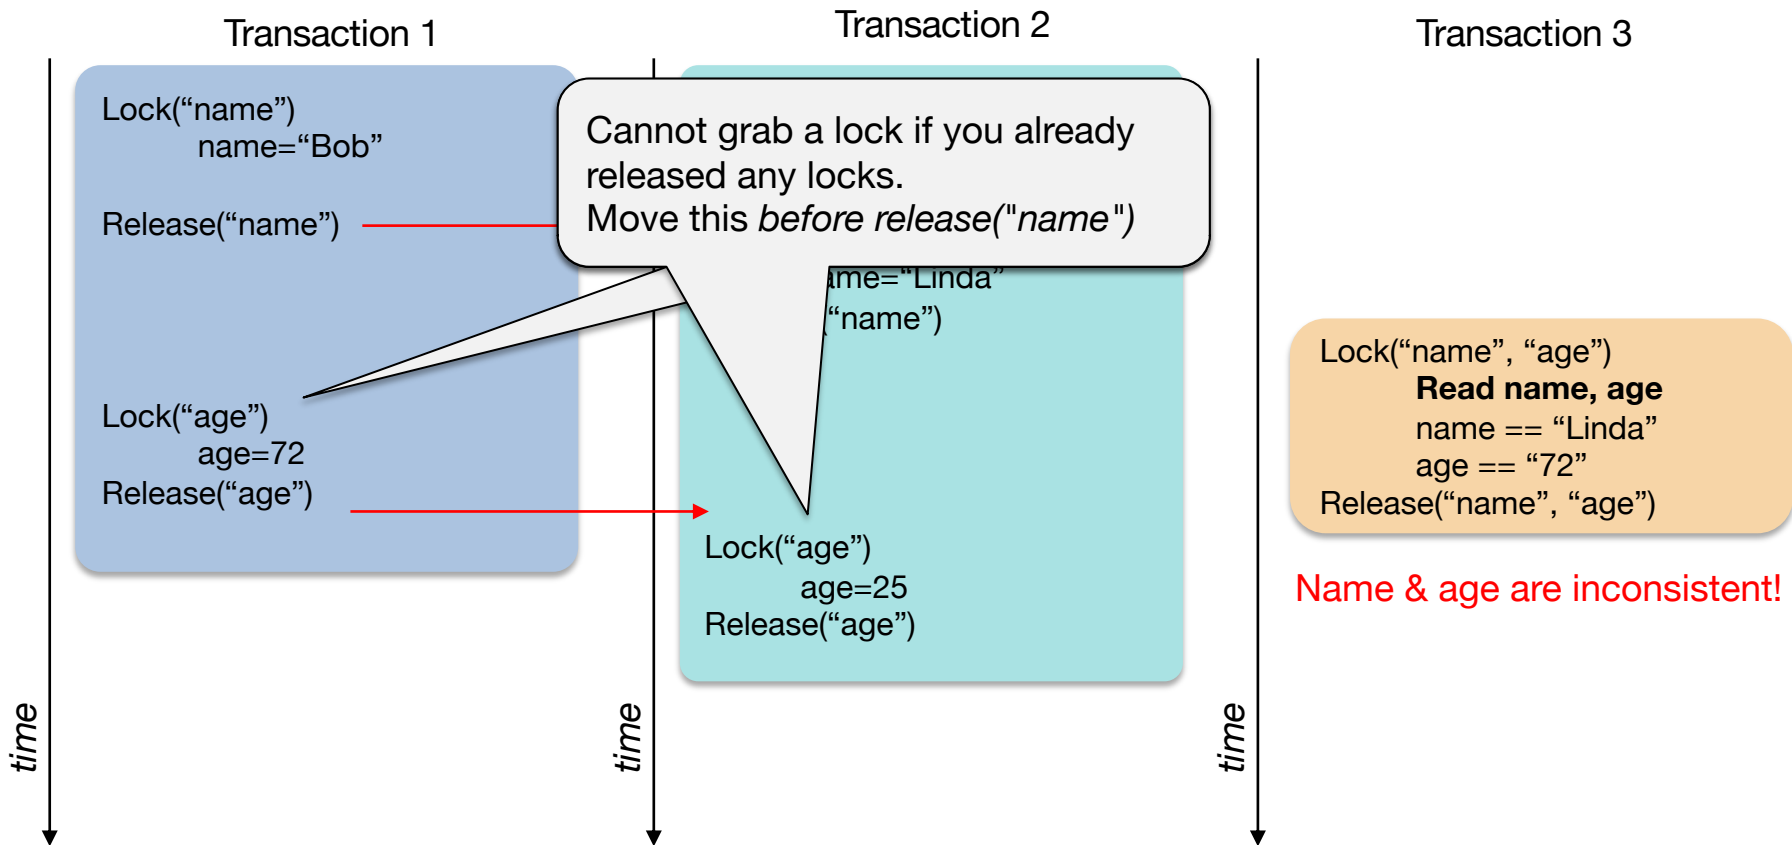 Transaction 1
Lock(“name”)
name=“Bob”
Release(“name”)
Lock(“age”)
age=72
Release(“age”)
time
Transaction 2
Cannot grab a lock if you already
released any locks.
Move this before release("name")
ame=“Linda”
(“name”)
Lock(“age”)
age=25
Release(“age”)
time
Transaction 3
Lock(“name”, “age”)
Read name, age
name == “Linda”
age == “72”
Release(“name”, “age”)
Name & age are inconsistent!
time